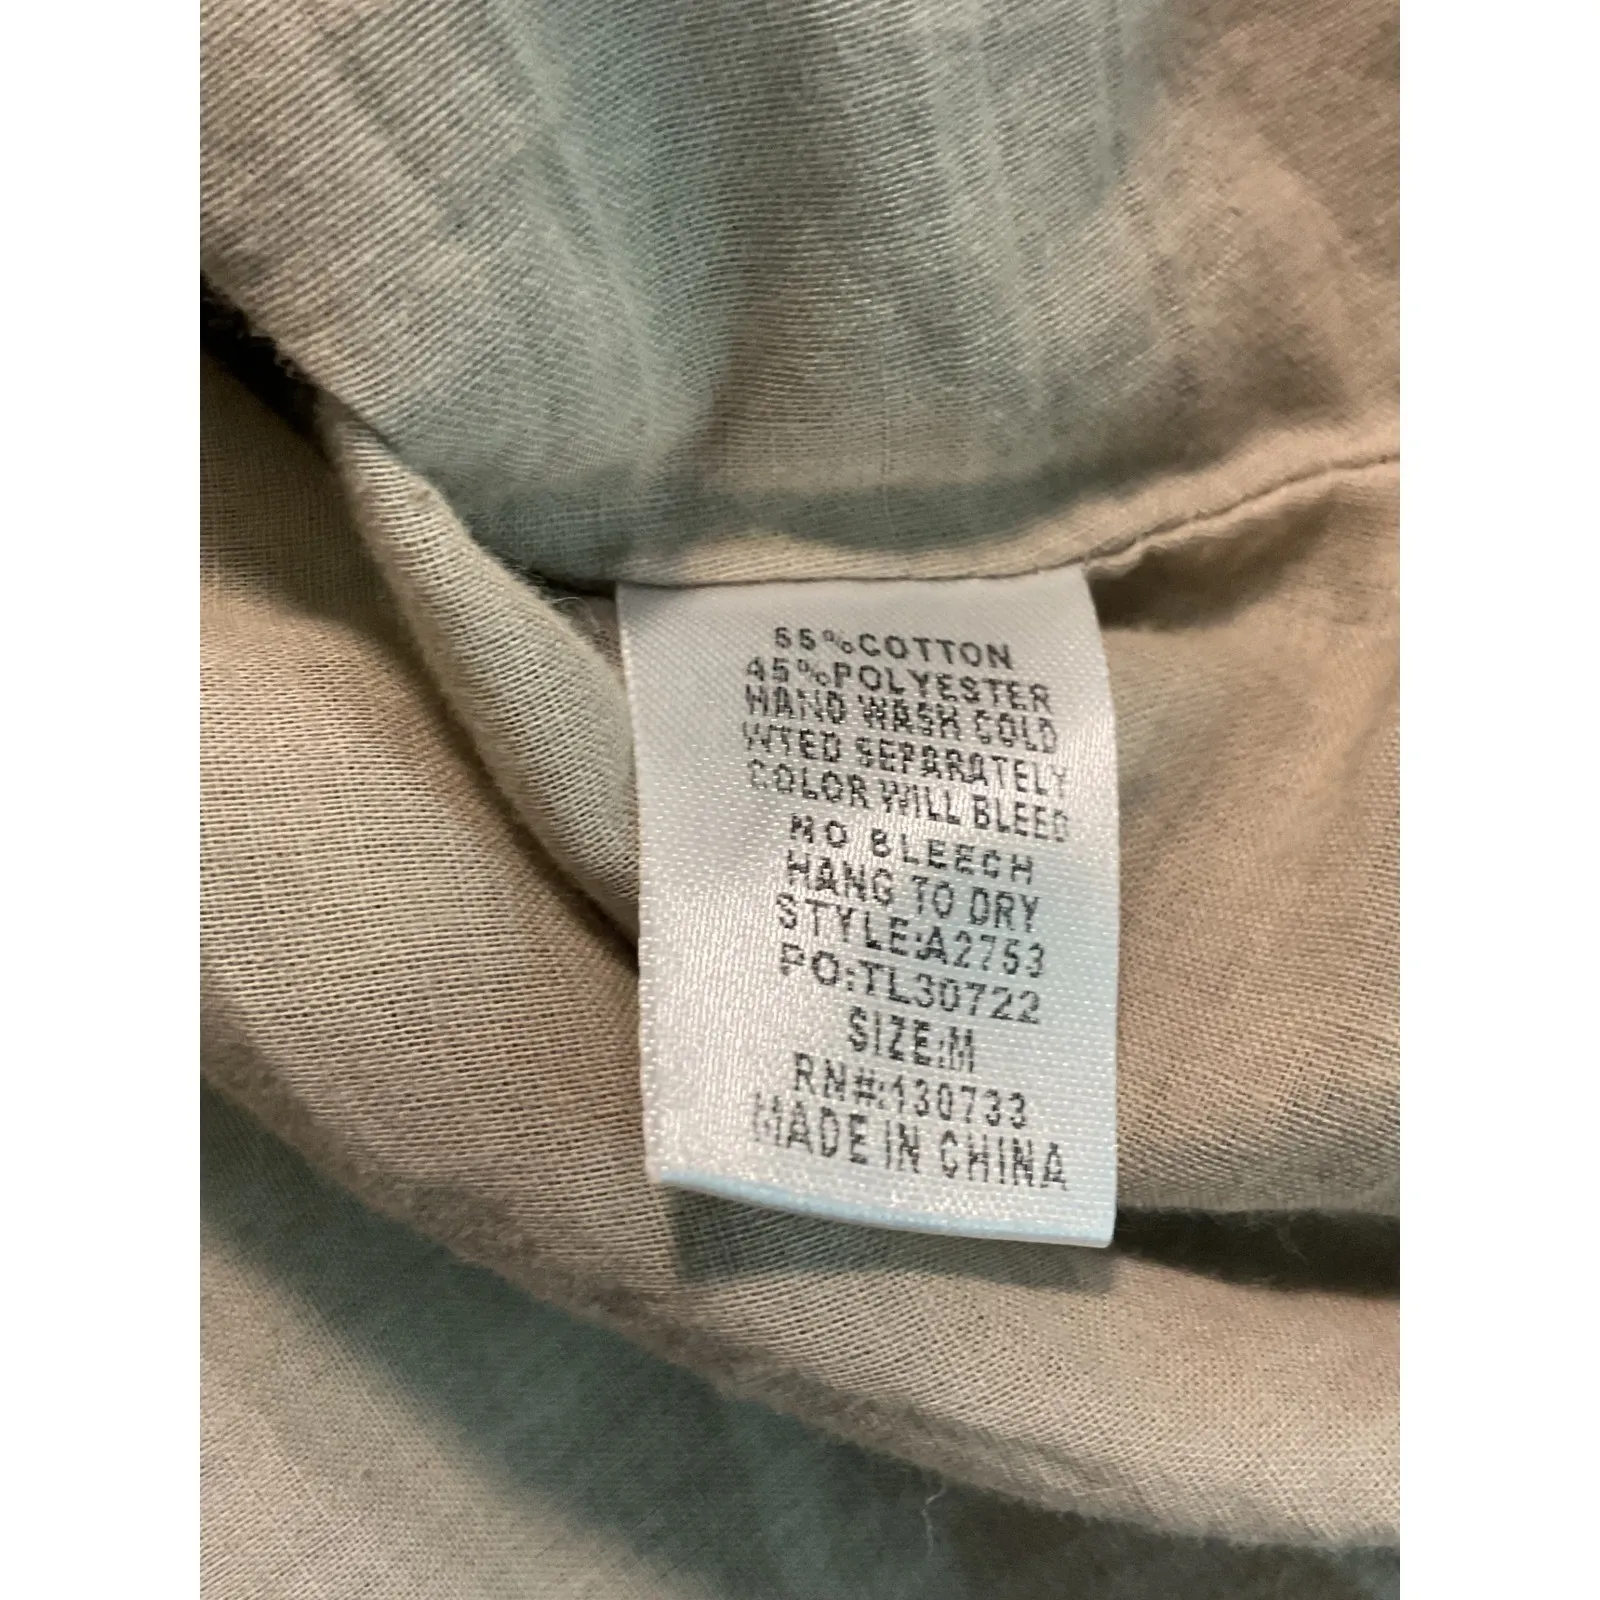 55%COTTON
45%POLYESTER
HAND WASH COLD
WTED SEPARATELY
COLOR WILL BLEED
NO BLEECH
HANG TO DRY
STYLE:A2753
PO:TL30722
SIZE:M
RN#:130733
MADE IN CHINA